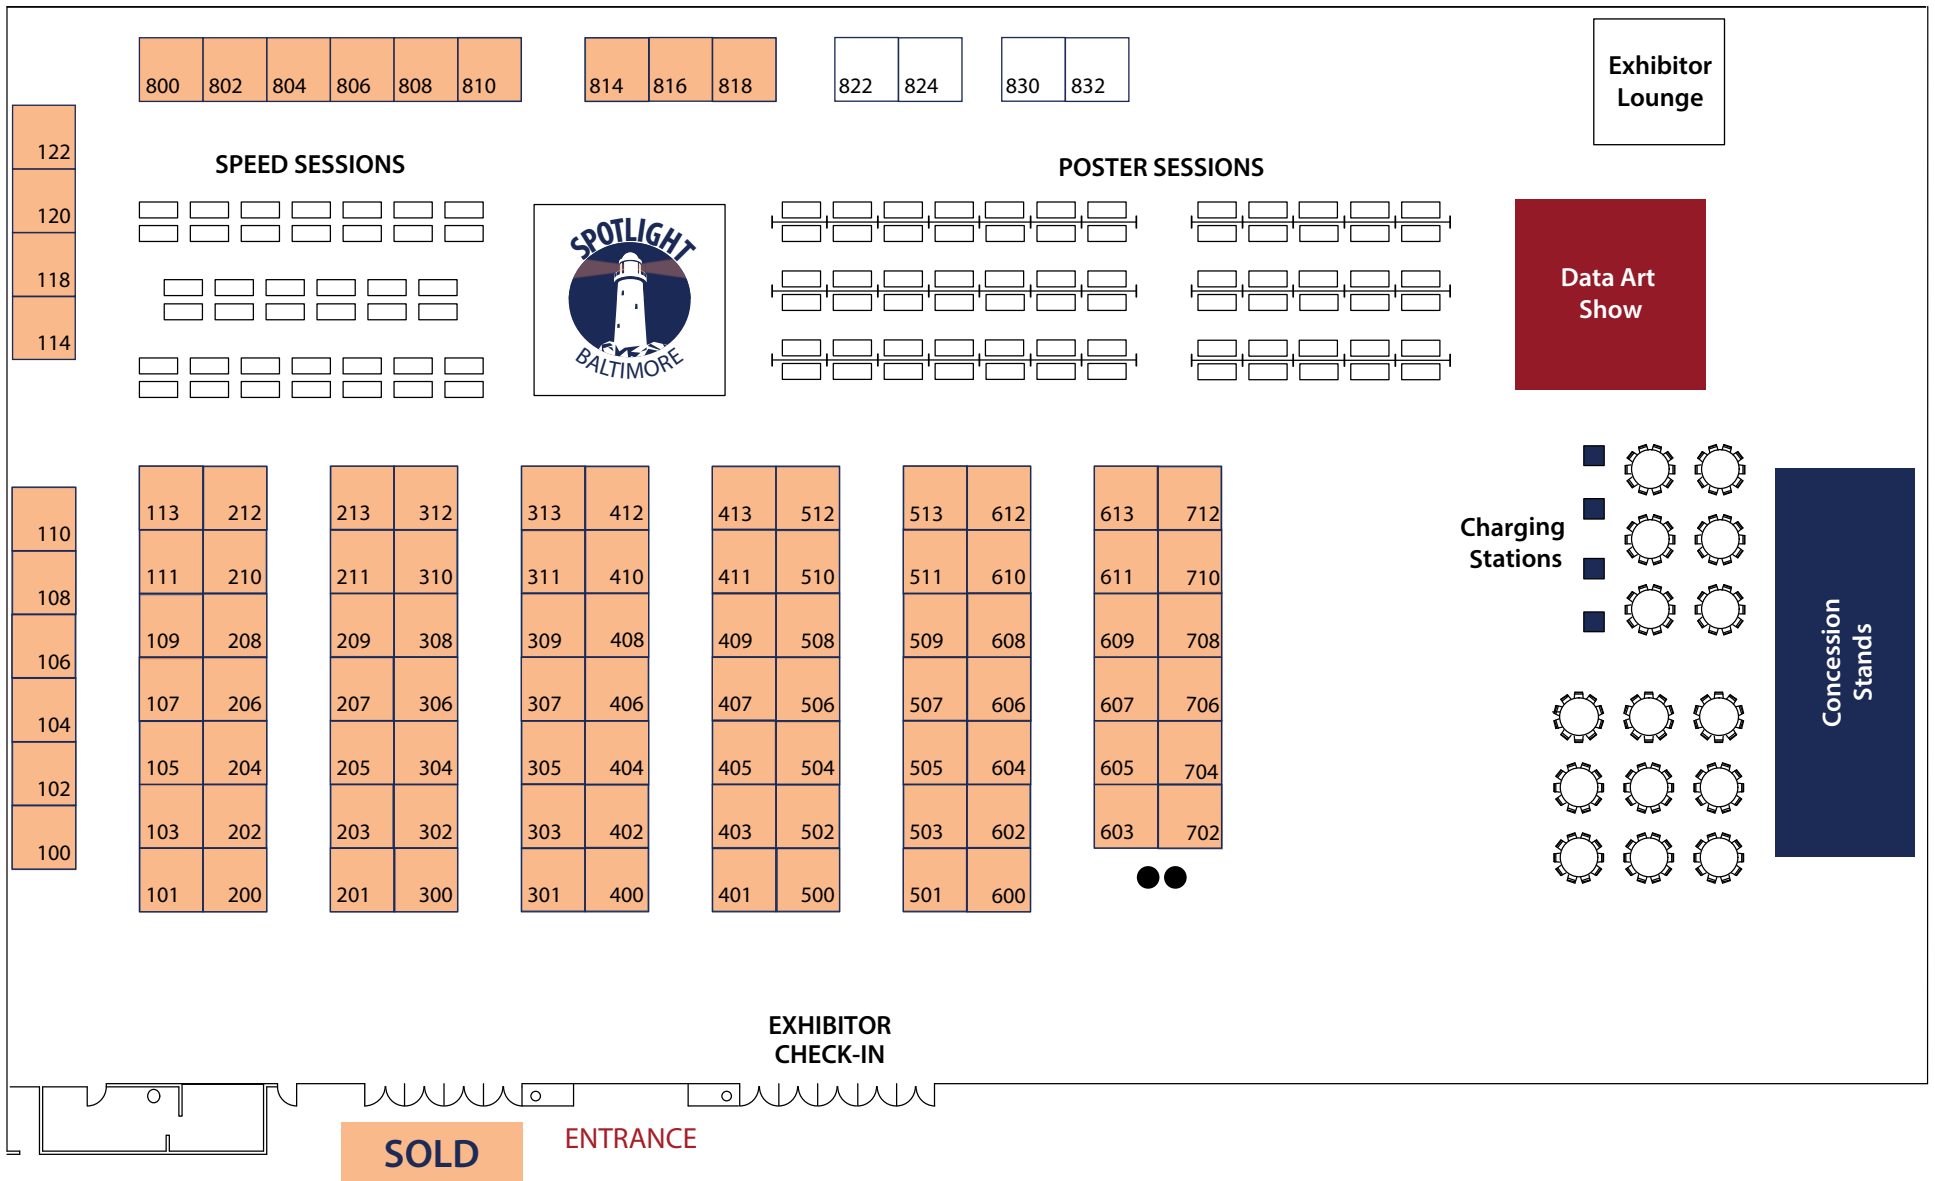 800 802 804 806 808 810 814 816 818 822 824 830 832
Exhibitor
Lounge
122
120
118
114
SPEED SESSIONS
POSTER SESSIONS
SPOTLIGHT
BALTIMORE
Data Art
Show
110
108
106
104
102
100
113 212 213 312 313 412 413 512 513 612 613 712
111 210 211 310 311 410 411 510 511 610 611 710
109 208 209 308 309 408 409 508 509 608 609 708
107 206 207 306 307 406 407 506 507 606 607 706
105 204 205 304 305 404 405 504 505 604 605 704
103 202 203 302 303 402 403 502 503 602 603 702
101 200 201 300 301 400 401 500 501 600
Charging
Stations
Concession
Stands
EXHIBITOR
CHECK-IN
ENTRANCE
SOLD